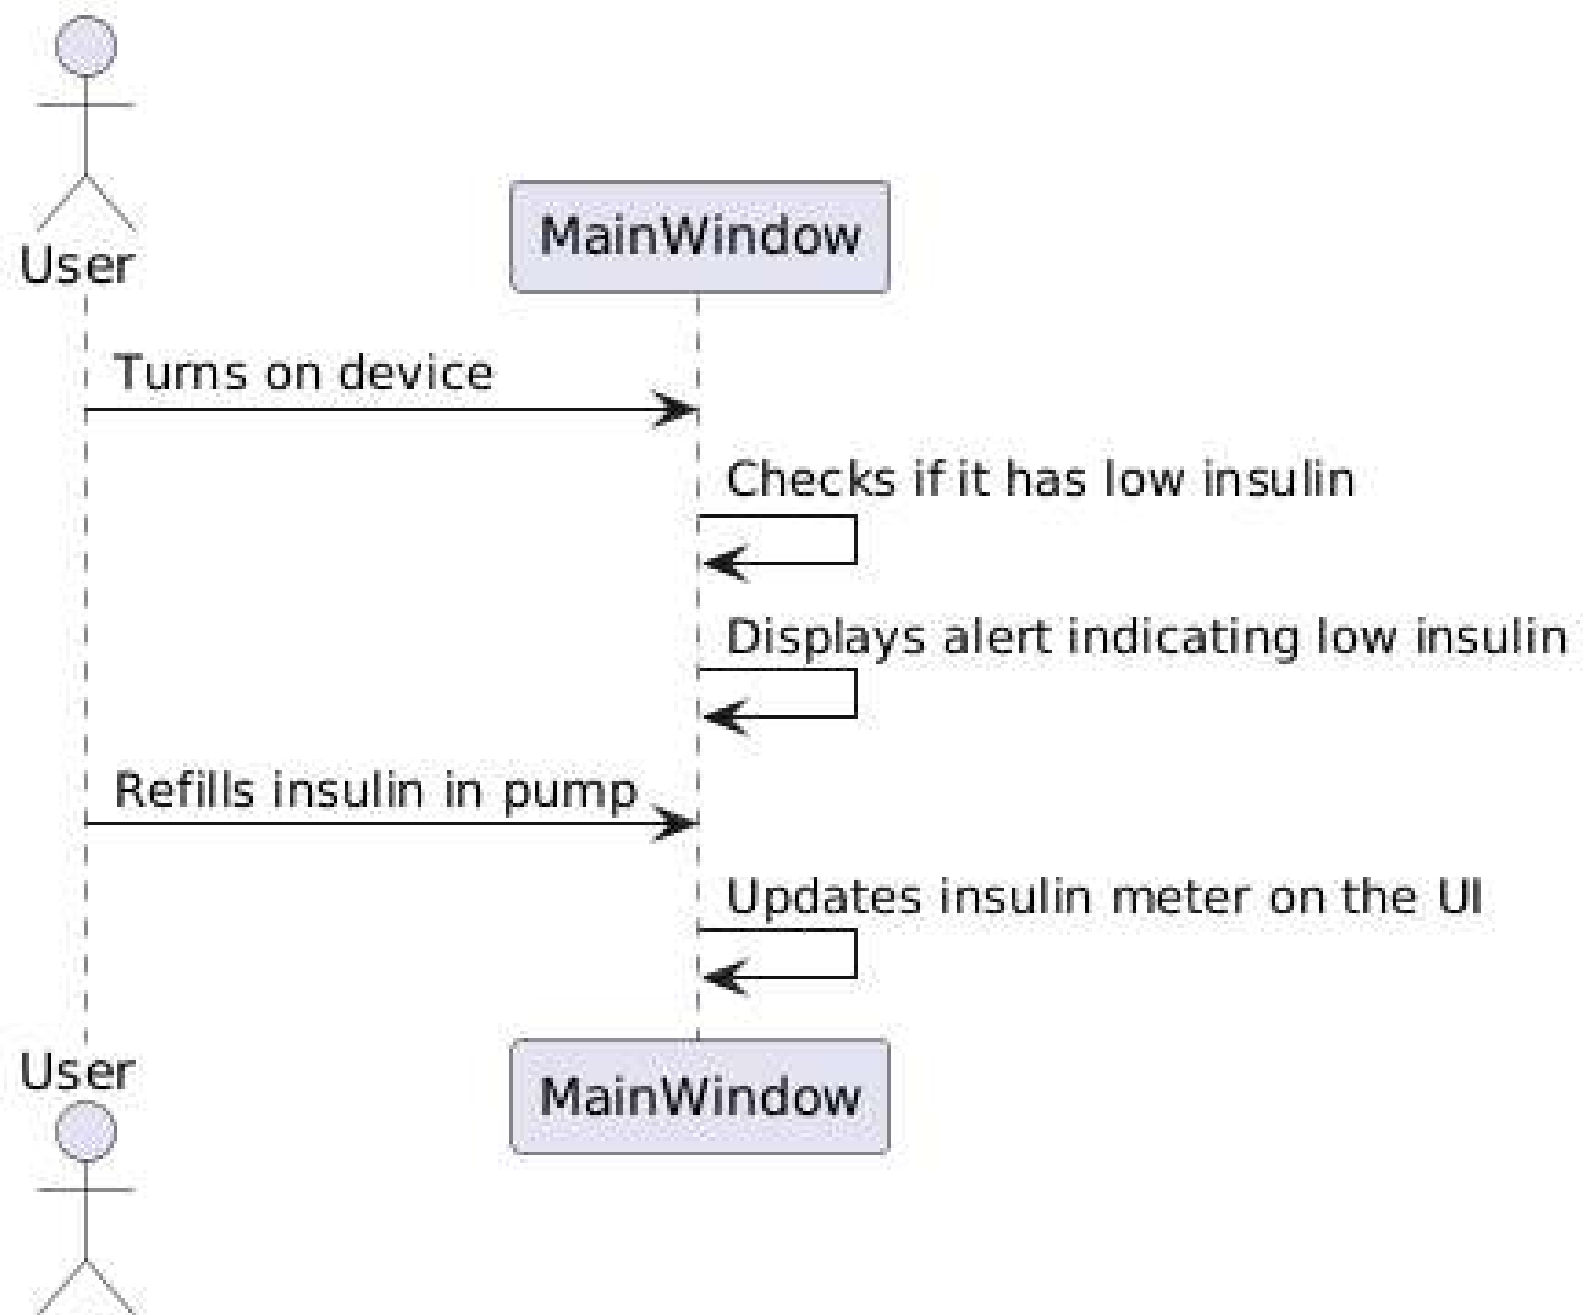 User
MainWindow
Turns on device
Checks if it has low insulin
Displays alert indicating low insulin
Refills insulin in pump
Updates insulin meter on the UI
User
MainWindow